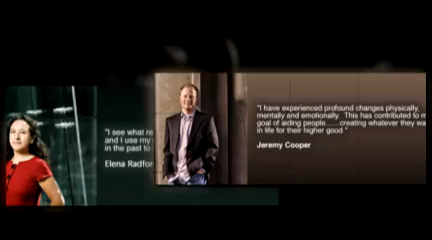 "I have experienced profound changes physically,
mentally and emotionally. This has contributed to m
goal of aiding people......creating whatever they wa
in life for their higher good."
Jeremy Cooper
"I see what re
and I use my
in the past to
Elena Radfor